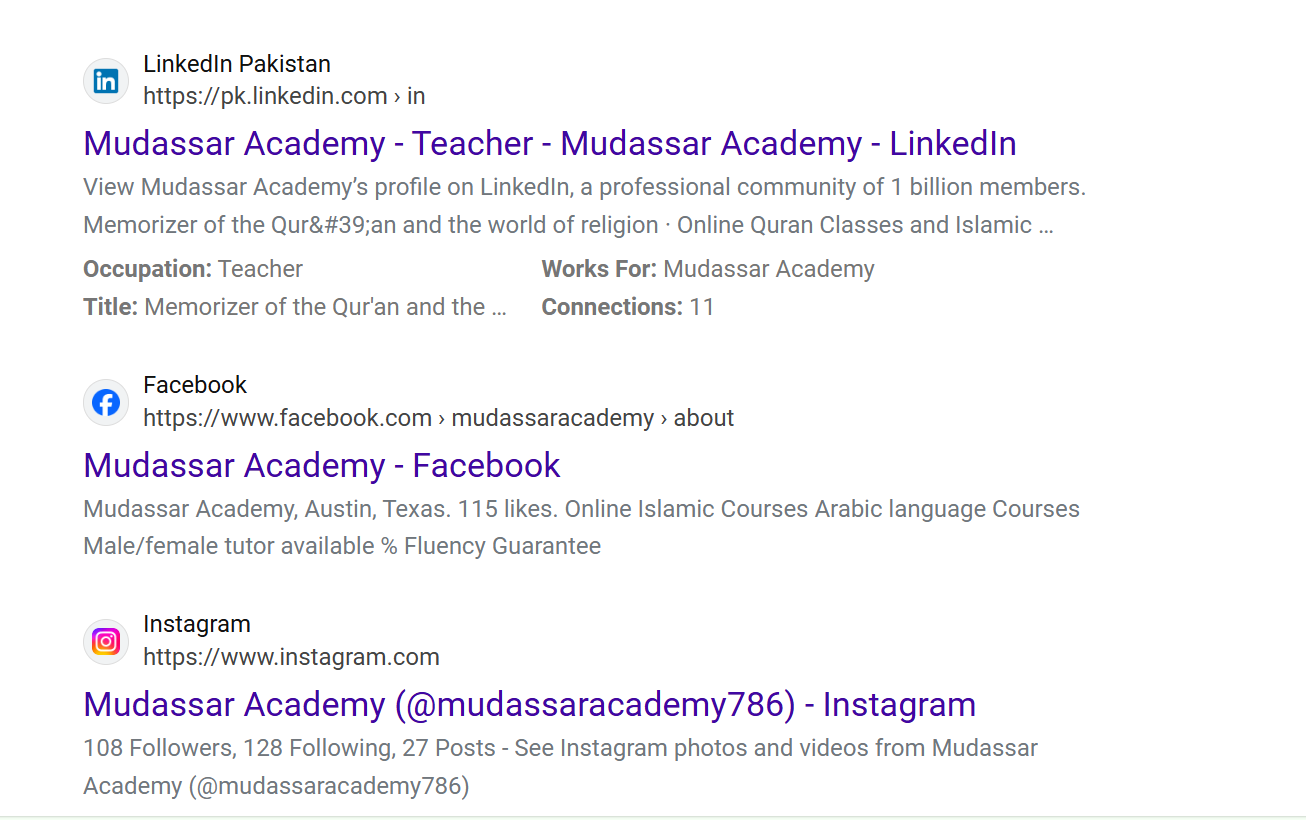 LinkedIn Pakistan
https://pk.linkedin.com › in
Mudassar Academy - Teacher - Mudassar Academy - LinkedIn
View Mudassar Academy’s profile on LinkedIn, a professional community of 1 billion members.
Memorizer of the Qur&#39;an and the world of religion · Online Quran Classes and Islamic ...
Occupation: Teacher Works For: Mudassar Academy
Title: Memorizer of the Qur'an and the ... Connections: 11
Facebook
https://www.facebook.com › mudassaracademy › about
Mudassar Academy - Facebook
Mudassar Academy, Austin, Texas. 115 likes. Online Islamic Courses Arabic language Courses
Male/female tutor available % Fluency Guarantee
Instagram
https://www.instagram.com
Mudassar Academy (@mudassaracademy786) - Instagram
108 Followers, 128 Following, 27 Posts - See Instagram photos and videos from Mudassar
Academy (@mudassaracademy786)